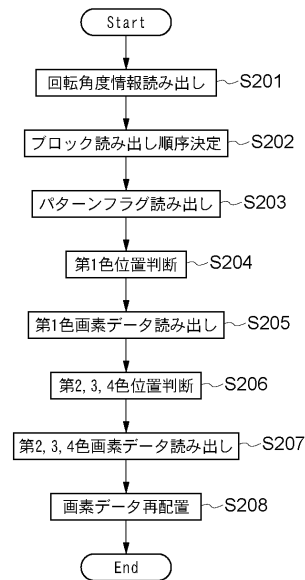 Start
回転角度情報読み出し S201
ブロック読み出し順序決定 S202
パターンフラグ読み出し S203
第1色位置判断 S204
第1色画素データ読み出し S205
第2,3,4色位置判断 S206
第2,3,4色画素データ読み出し S207
画素データ再配置 S208
End